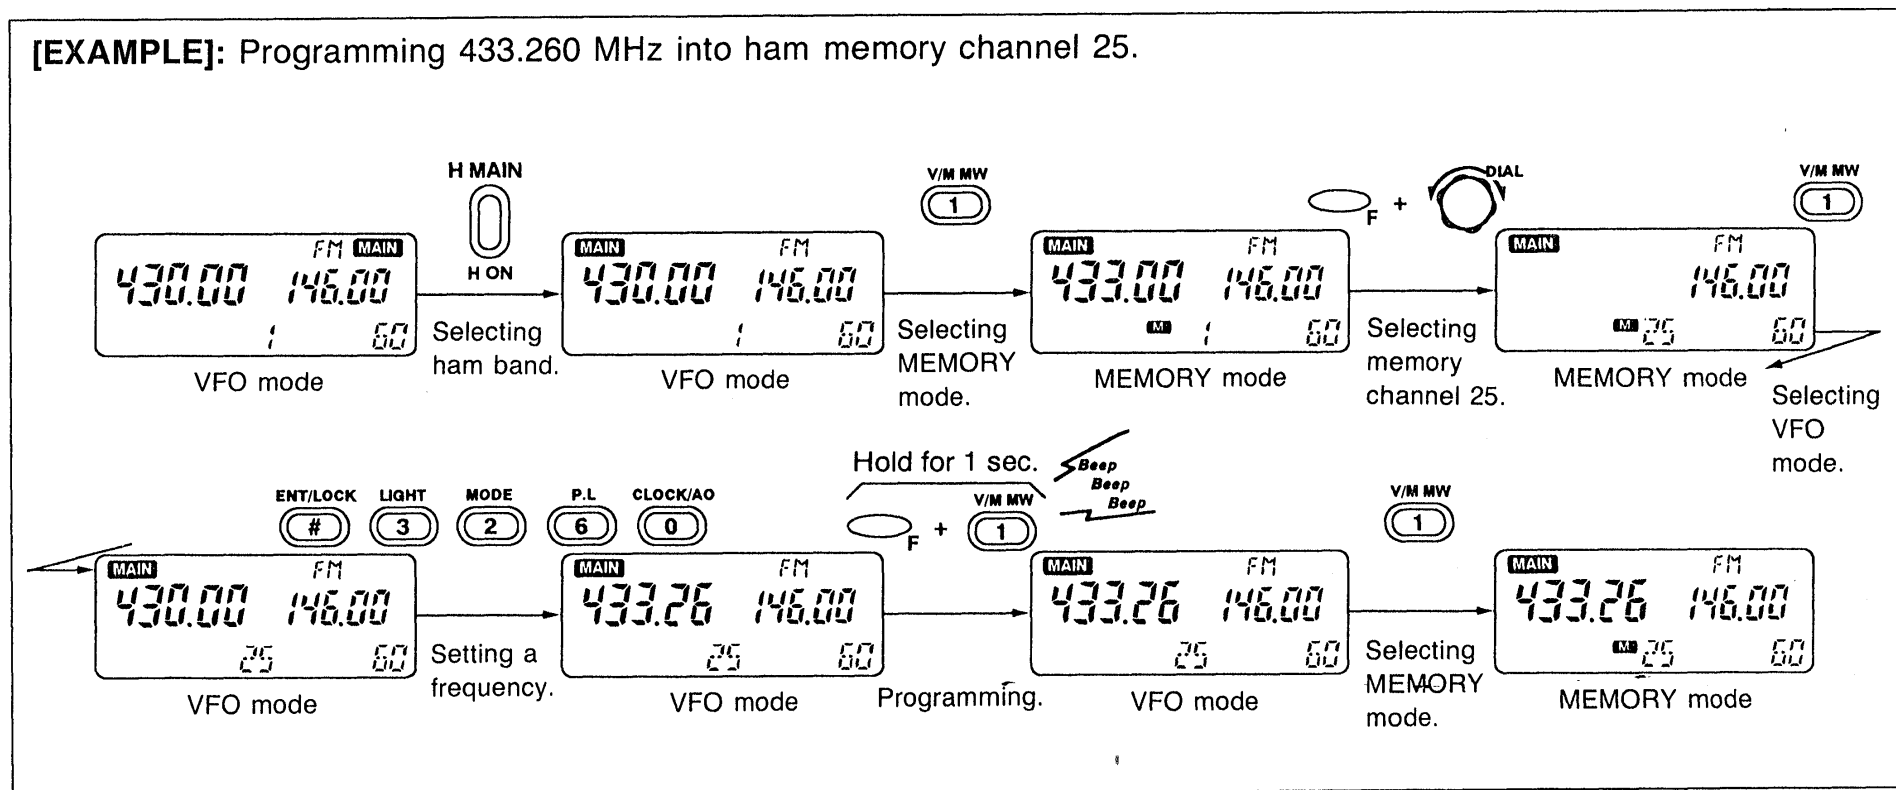 [EXAMPLE]: Programming 433.260 MHz into ham memory channel 25.
H MAIN
H ON
V/M MW
1
F + DIAL
V/M MW
1
FM MAIN
430.00 146.00
1 60
VFO mode
Selecting
ham band.
MAIN FM
430.00 146.00
1 60
VFO mode
Selecting
MEMORY
mode.
MAIN FM
433.00 146.00
M 1 60
MEMORY mode
Selecting
memory
channel 25.
MAIN FM
146.00
M 25 60
MEMORY mode
Selecting
VFO
mode.
ENT/LOCK LIGHT MODE P.L CLOCK/AO
# 3 2 6 0
Hold for 1 sec.
Beep
Beep
Beep
V/M MW
F + 1
V/M MW
1
MAIN FM
430.00 146.00
25 60
VFO mode
Setting a
frequency.
MAIN FM
433.26 146.00
25 60
VFO mode
Programming.
MAIN FM
433.26 146.00
25 60
VFO mode
Selecting
MEMORY
mode.
MAIN FM
433.26 146.00
M 25 60
MEMORY mode